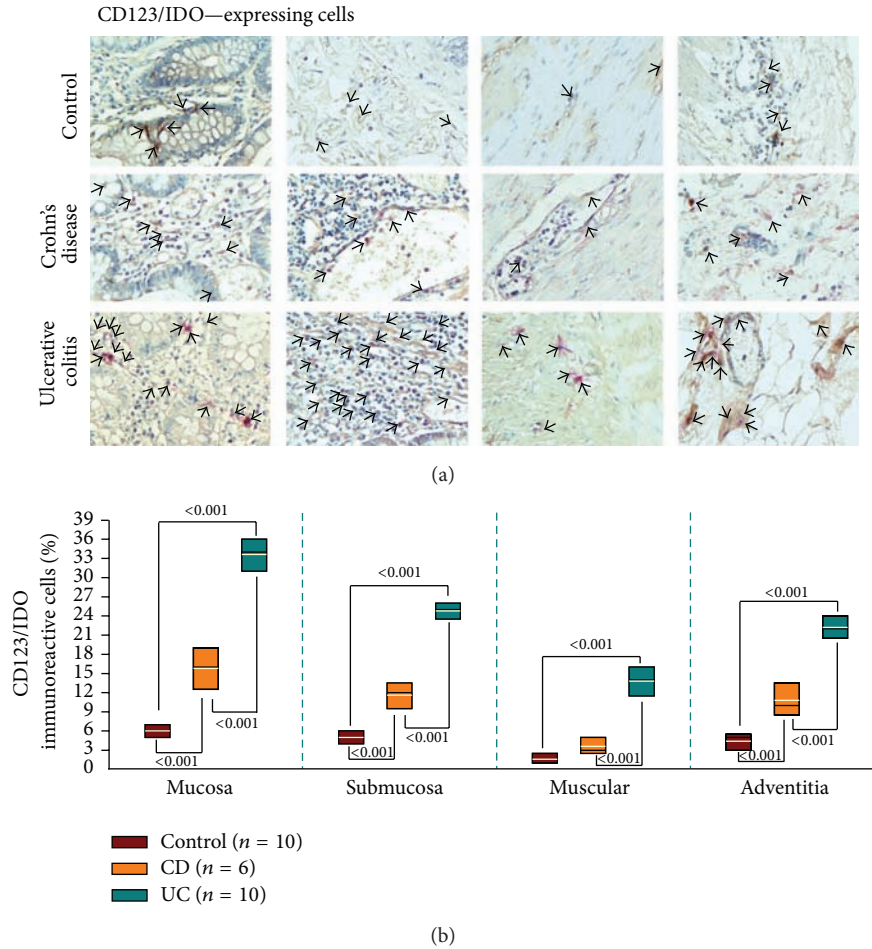 CD123/IDO—expressing cells
Control
Crohn's
disease
Ulcerative
colitis
(a)
CD123/IDO
immunoreactive cells (%)
39
36
33
30
27
24
21
18
15
12
9
6
3
0
<0.001
<0.001
<0.001
<0.001
<0.001
<0.001
<0.001
<0.001
<0.001
<0.001
<0.001
Mucosa Submucosa Muscular Adventitia
Control (n = 10)
CD (n = 6)
UC (n = 10)
(b)